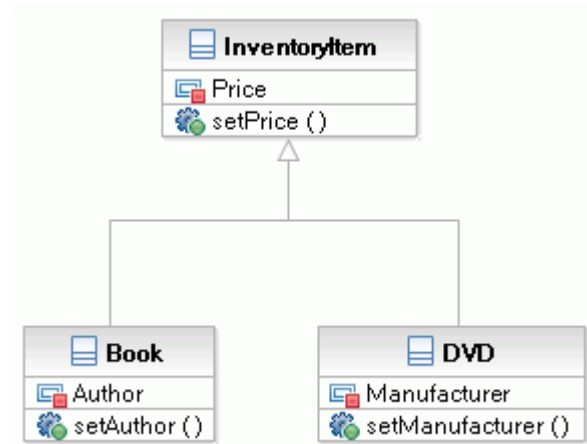 InventoryItem
Price
setPrice ()
Book
Author
setAuthor ()
DVD
Manufacturer
setManufacturer ()